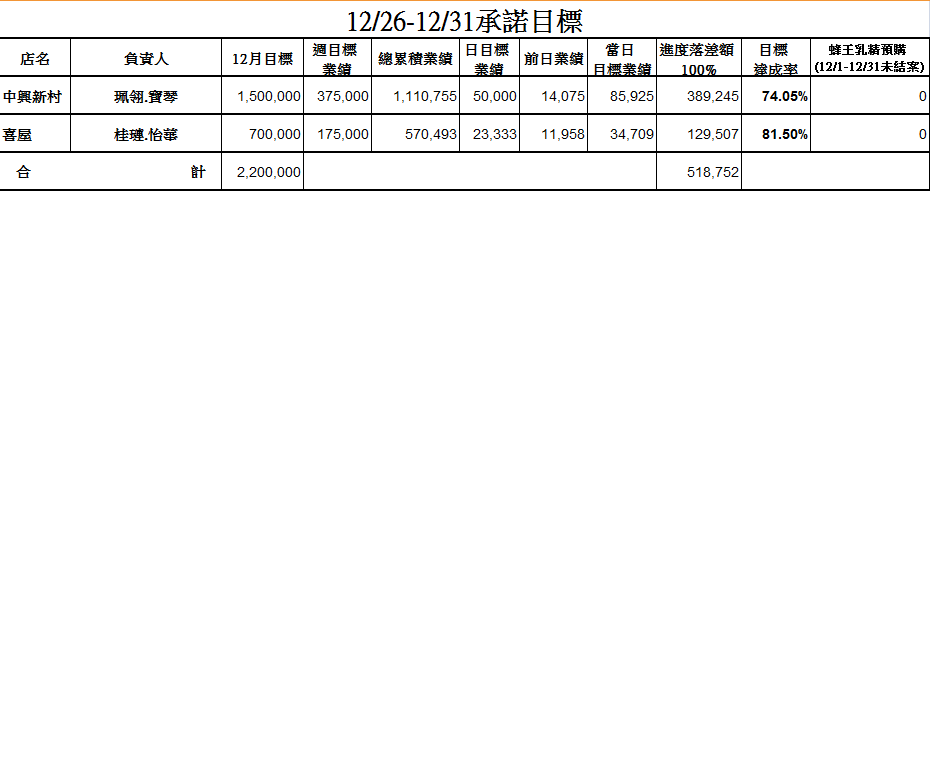 12/26-12/31承諾目標
店名 負責人 12月目標 週目標業績 總累積業績 日目標業績 前日業績 當日目標業績 進度落差額100% 目標達成率 蜂王乳精預購(12/1-12/31未結案)
中興新村 珮翎.寶琴 1,500,000 375,000 1,110,755 50,000 14,075 85,925 389,245 74.05% 0
喜屋 桂璉.怡華 700,000 175,000 570,493 23,333 11,958 34,709 129,507 81.50% 0
合計 2,200,000 518,752